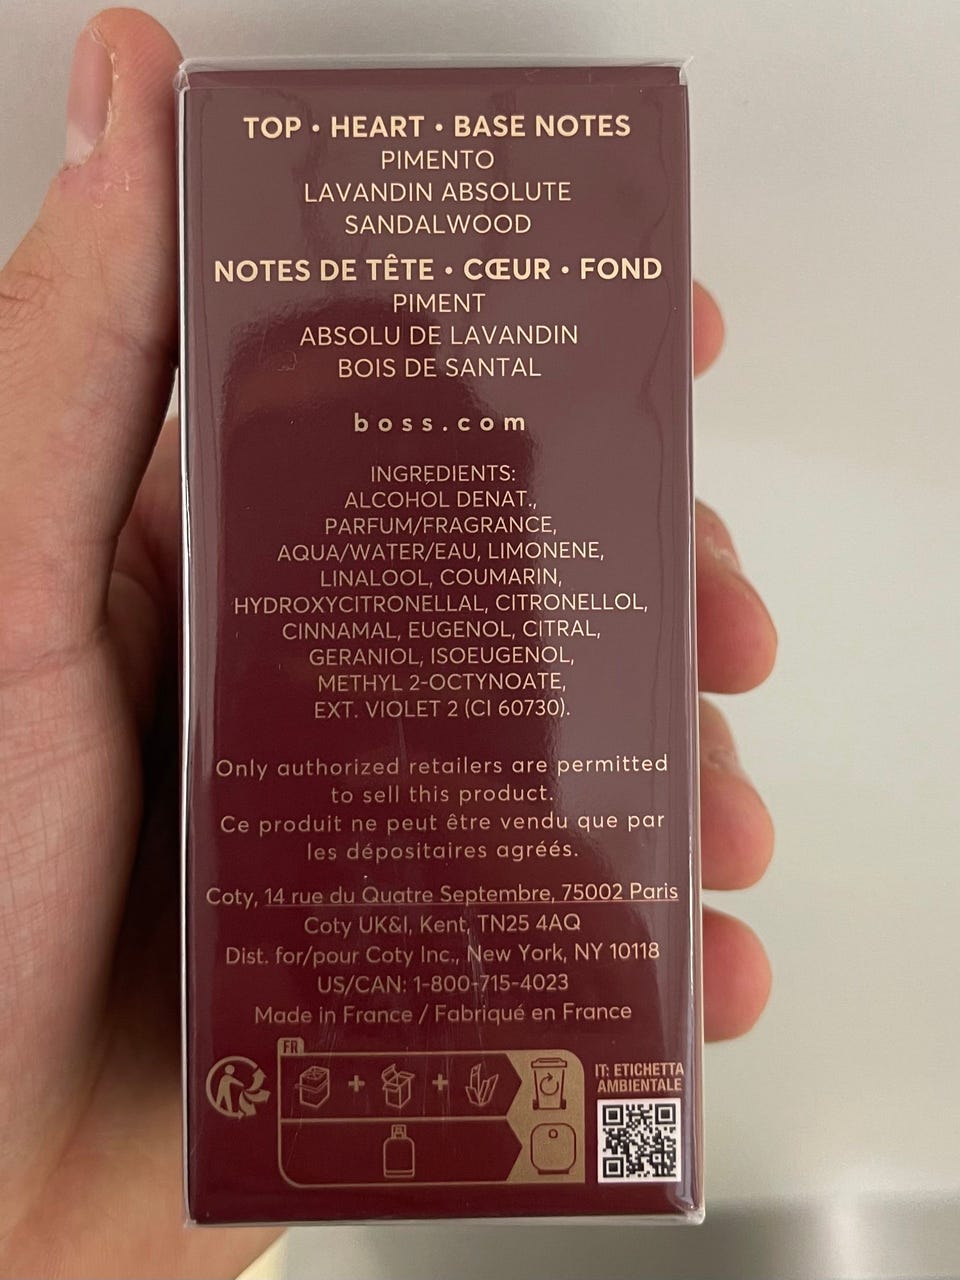 TOP • HEART • BASE NOTES
PIMENTO
LAVANDIN ABSOLUTE
SANDALWOOD
NOTES DE TÊTE • CŒUR • FOND
PIMENT
ABSOLU DE LAVANDIN
BOIS DE SANTAL
boss.com
INGREDIENTS:
ALCOHOL DENAT.,
PARFUM/FRAGRANCE,
AQUA/WATER/EAU, LIMONENE,
LINALOOL, COUMARIN,
HYDROXYCITRONELLAL, CITRONELLOL,
CINNAMAL, EUGENOL, CITRAL,
GERANIOL, ISOEUGENOL,
METHYL 2-OCTYNOATE,
EXT. VIOLET 2 (CI 60730).
Only authorized retailers are permitted
to sell this product.
Ce produit ne peut être vendu que par
les dépositaires agréés.
Coty, 14 rue du Quatre Septembre, 75002 Paris
Coty UK&I, Kent, TN25 4AQ
Dist. for/pour Coty Inc., New York, NY 10118
US/CAN: 1-800-715-4023
Made in France / Fabriqué en France
FR
IT: ETICHETTA
AMBIENTALE